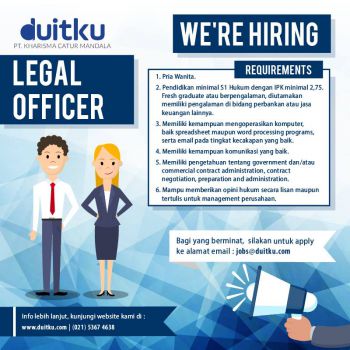 duitku
PT. KHARISMA CATUR MANDALA
WE'RE HIRING
LEGAL
OFFICER
REQUIREMENTS
1. Pria Wanita.
2. Pendidikan minimal S1 Hukum dengan IPK minimal 2,75.
Fresh graduate atau berpengalaman, diutamakan
memiliki pengalaman di bidang perbankan atau jasa
keuangan lainnya.
3. Memiliki kemampuan mengoperasikan komputer,
baik spreadsheet maupun word processing programs,
serta email pada tingkat kecakapan yang baik.
4. Memiliki kemampuan komunikasi yang baik.
5. Memiliki pengetahuan tentang government dan/atau
commercial contract administration, contract
negotiation, preparation and administration.
6. Mampu memberikan opini hukum secara lisan maupun
tertulis untuk management perusahaan.
Bagi yang berminat, silakan untuk apply
ke alamat email : jobs@duitku.com
Info lebih lanjut, kunjungi website kami di :
www.duitku.com | (021) 5367 4638